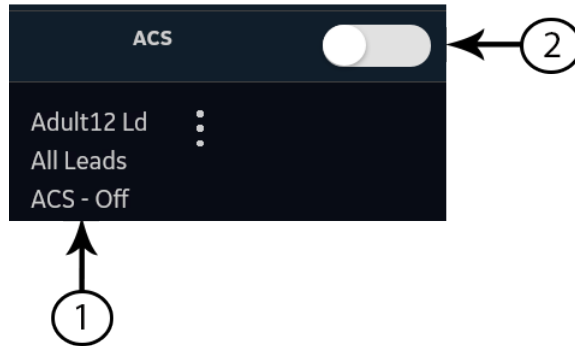 ACS
2
Adult12 Ld
All Leads
ACS - Off
1